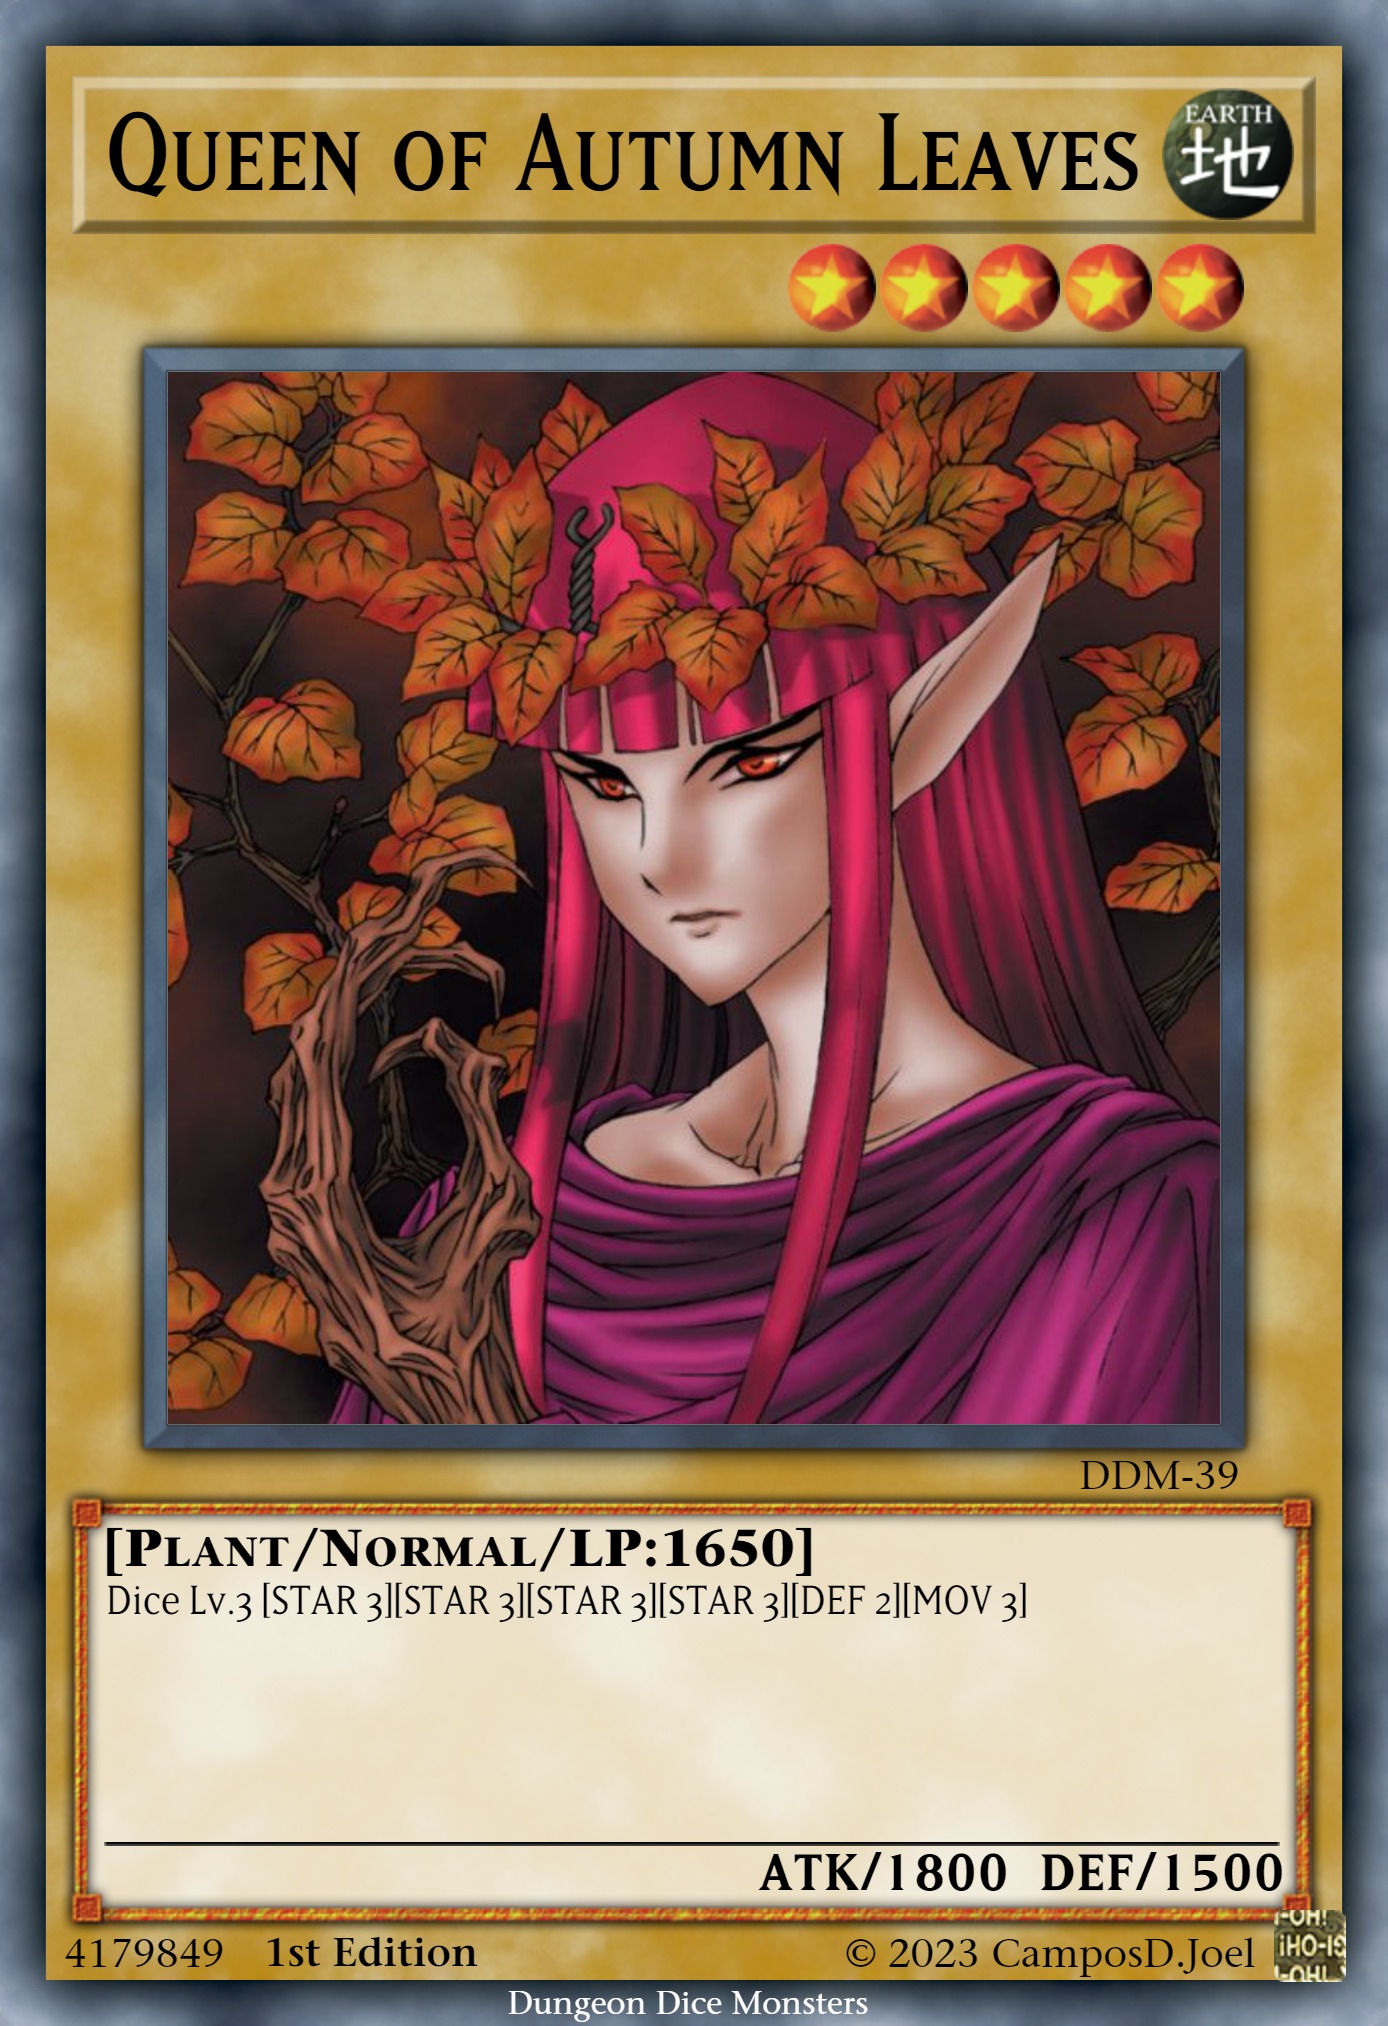 Queen of Autumn Leaves
EARTH
地
DDM-39
[Plant/Normal/LP:1650]
Dice Lv.3 [STAR 3][STAR 3][STAR 3][STAR 3][DEF 2][MOV 3]
ATK/1800 DEF/1500
4179849 1st Edition © 2023 CamposD.Joel
Dungeon Dice Monsters